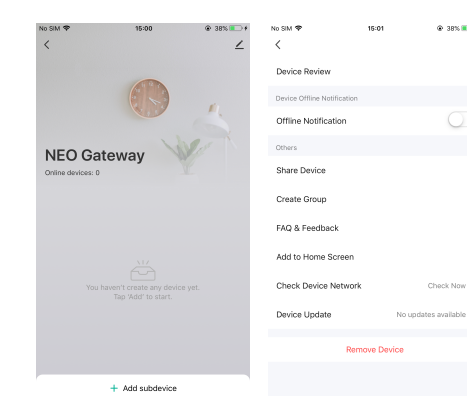 No SIM 15:00 38%
NEO Gateway
Online devices: 0
You haven't create any device yet.
Tap 'Add' to start.
+ Add subdevice
No SIM 15:01 38%
Device Review
Device Offline Notification
Offline Notification
Others
Share Device
Create Group
FAQ & Feedback
Add to Home Screen
Check Device Network Check Now
Device Update No updates available
Remove Device